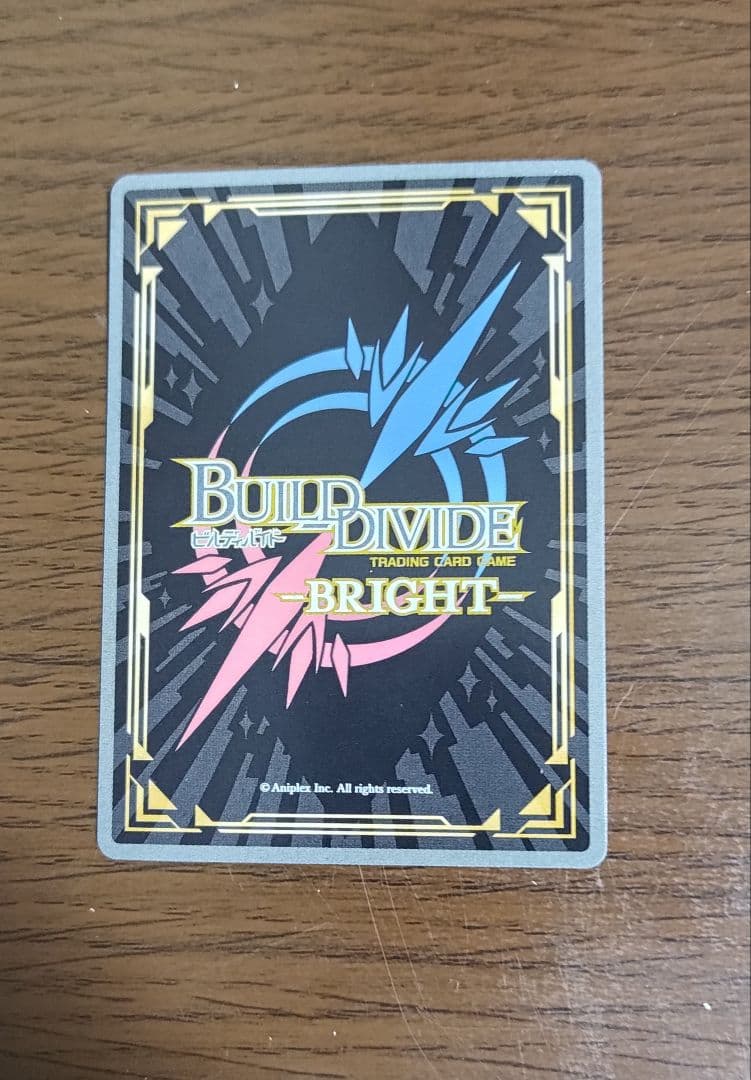 BUILD DIVIDE
ビルディバイド
TRADING CARD GAME
-BRIGHT-
© Aniplex Inc. All rights reserved.